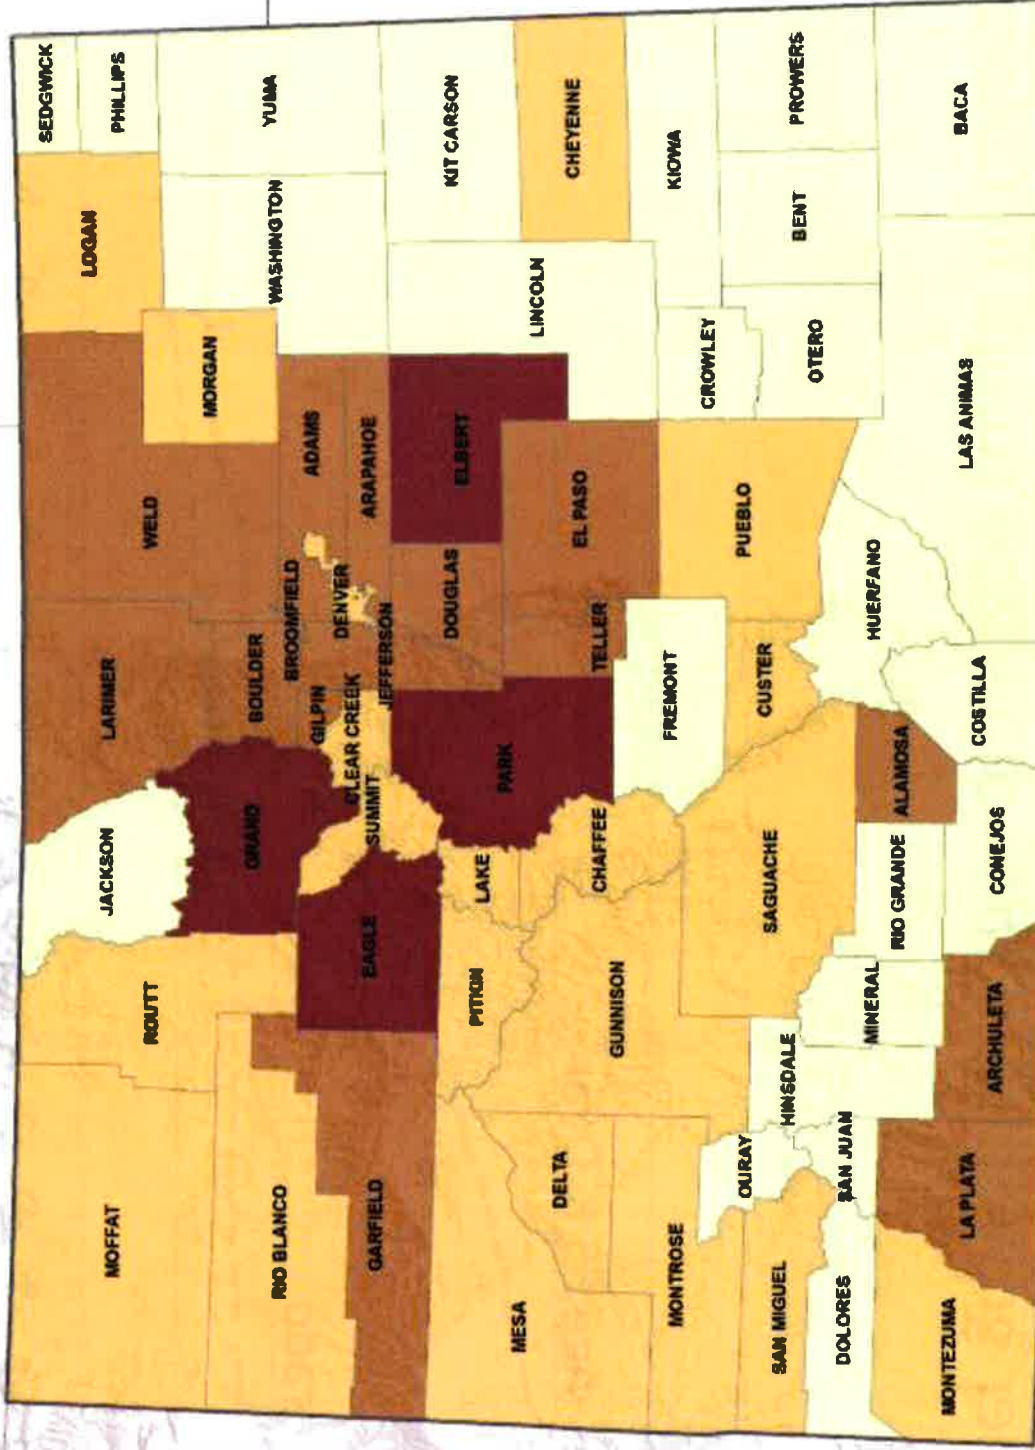 MOFFAT
ROUTT
JACKSON
LARIMER
WELD
LOGAN
SEDGWICK
PHILLIPS
MORGAN
RIO BLANCO
GRAND
BOULDER
BROOMFIELD
GILPIN
ADAMS
WASHINGTON
YUMA
GARFIELD
EAGLE
SUMMIT
CLEAR CREEK
JEFFERSON
DENVER
ARAPAHOE
PITKIN
LAKE
PARK
DOUGLAS
ELBERT
LINCOLN
KIT CARSON
MESA
DELTA
GUNNISON
CHAFFEE
TELLER
EL PASO
CHEYENNE
MONTROSE
FREMONT
KIOWA
OURAY
HINSDALE
SAGUACHE
CUSTER
PUEBLO
CROWLEY
SAN MIGUEL
DOLORES
SAN JUAN
MINERAL
RIO GRANDE
ALAMOSA
HUERFANO
OTERO
BENT
PROWERS
MONTEZUMA
LA PLATA
ARCHULETA
CONEJOS
COSTILLA
LAS ANIMAS
BACA